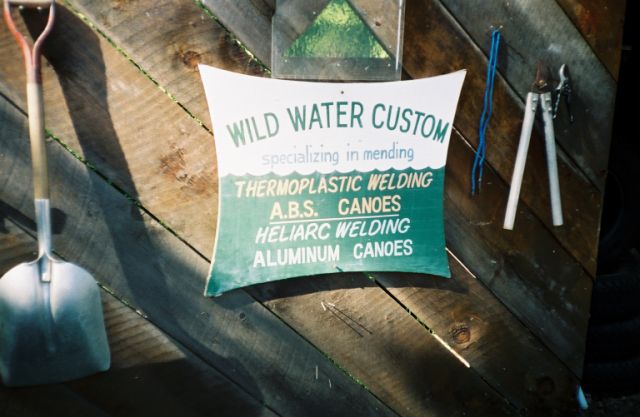 WILD WATER CUSTOM
specializing in mending
THERMOPLASTIC WELDING
A.B.S. CANOES
HELIARC WELDING
ALUMINUM CANOES